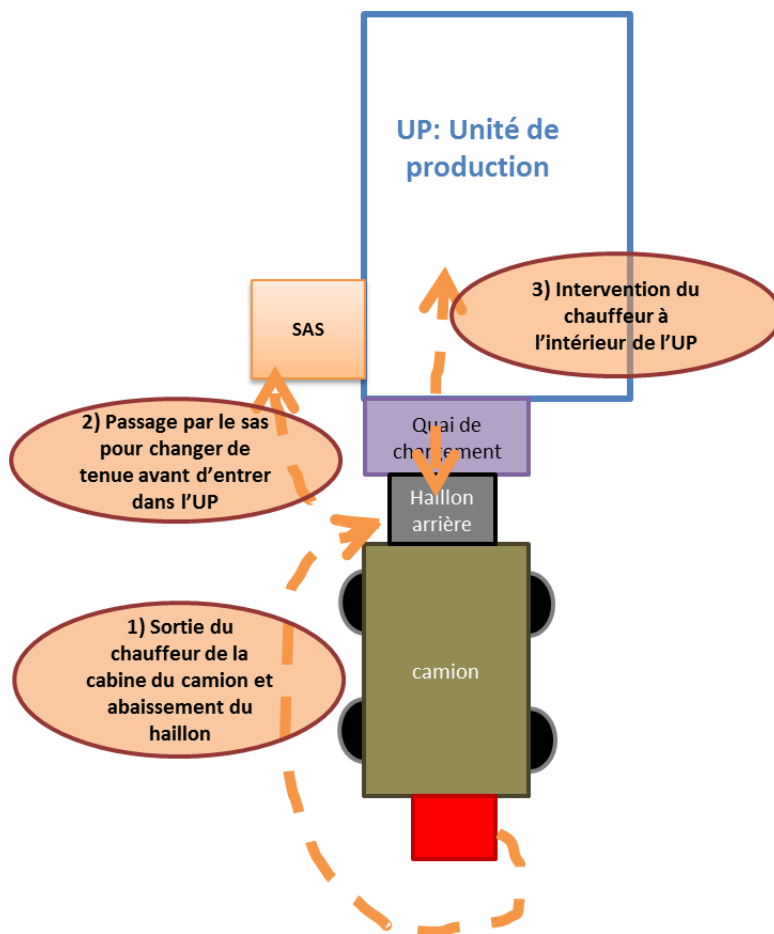 UP: Unité de
production
3) Intervention du
chauffeur à
l'intérieur de l'UP
SAS
2) Passage par le sas
pour changer de
tenue avant d'entrer
dans l'UP
Quai de
chargement
Haillon
arrière
1) Sortie du
chauffeur de la
cabine du camion et
abaissement du
haillon
camion